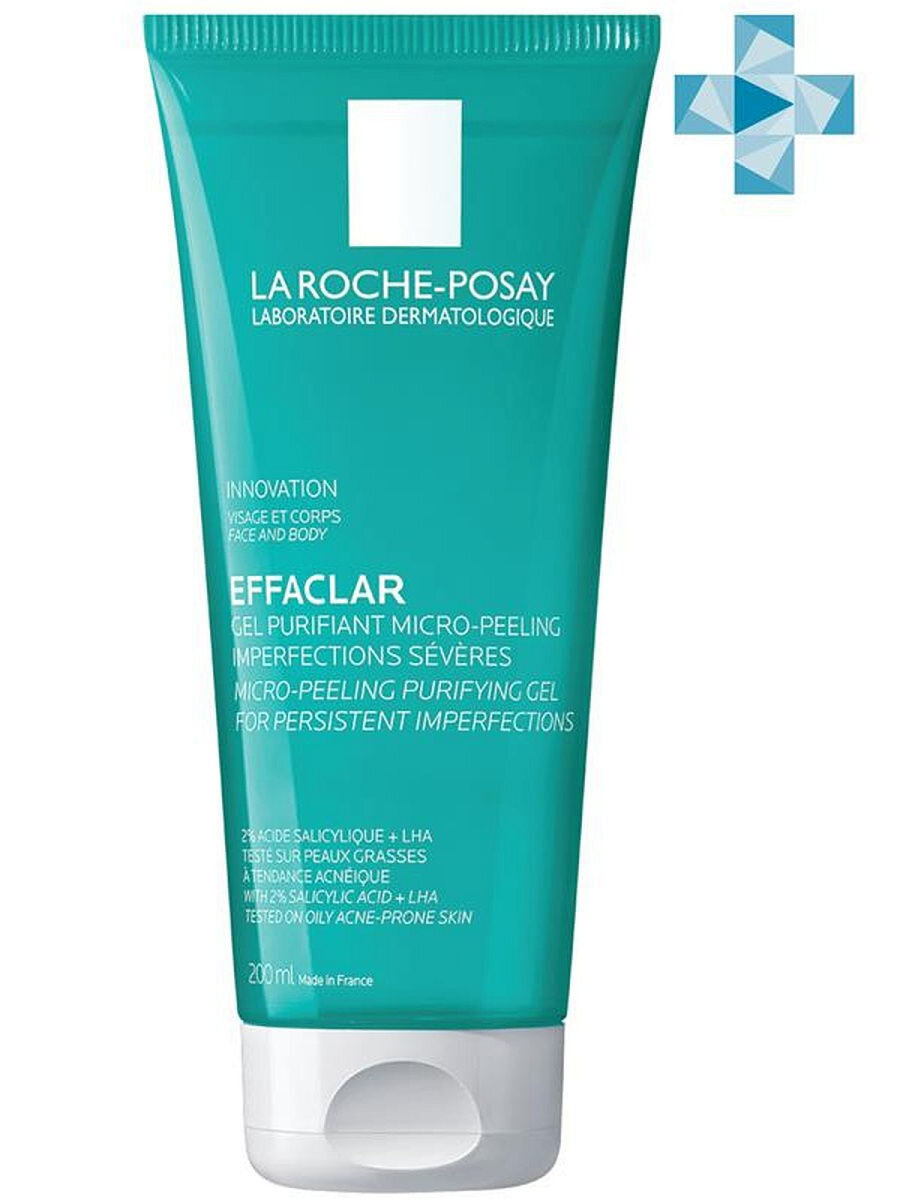 LA ROCHE-POSAY
LABORATOIRE DERMATOLOGIQUE
INNOVATION
VISAGE ET CORPS
FACE AND BODY
EFFACLAR
GEL PURIFIANT MICRO-PEELING
IMPERFECTIONS SÉVÈRES
MICRO-PEELING PURIFYING GEL
FOR PERSISTENT IMPERFECTIONS
2% ACIDE SALICYLIQUE + LHA
TESTÉ SUR PEAUX GRASSES
À TENDANCE ACNÉIQUE
WITH 2% SALICYLIC ACID + LHA
TESTED ON OILY ACNE-PRONE SKIN
200 ml Made in France